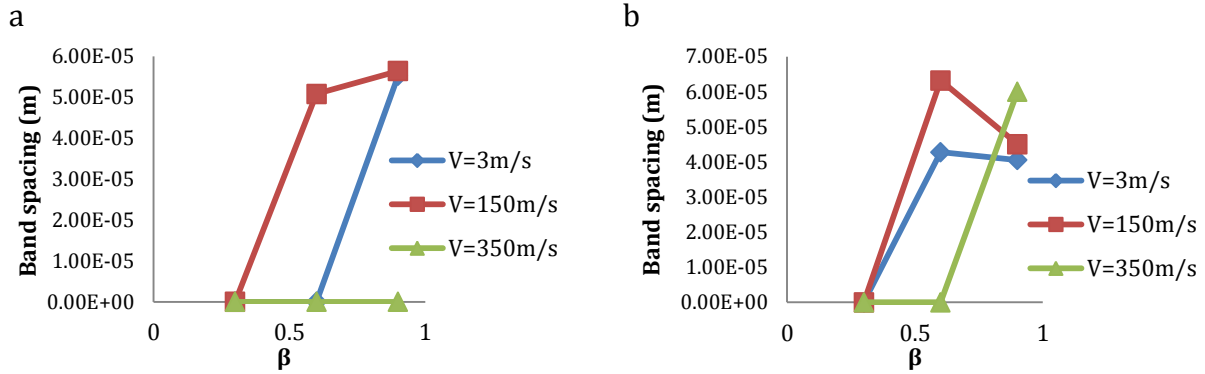 a
Band spacing (m)
6.00E-05
5.00E-05
4.00E-05
3.00E-05
2.00E-05
1.00E-05
0.00E+00
0
0.5
1
β
V=3m/s
V=150m/s
V=350m/s
b
Band spacing (m)
7.00E-05
6.00E-05
5.00E-05
4.00E-05
3.00E-05
2.00E-05
1.00E-05
0.00E+00
0
0.5
1
β
V=3m/s
V=150m/s
V=350m/s